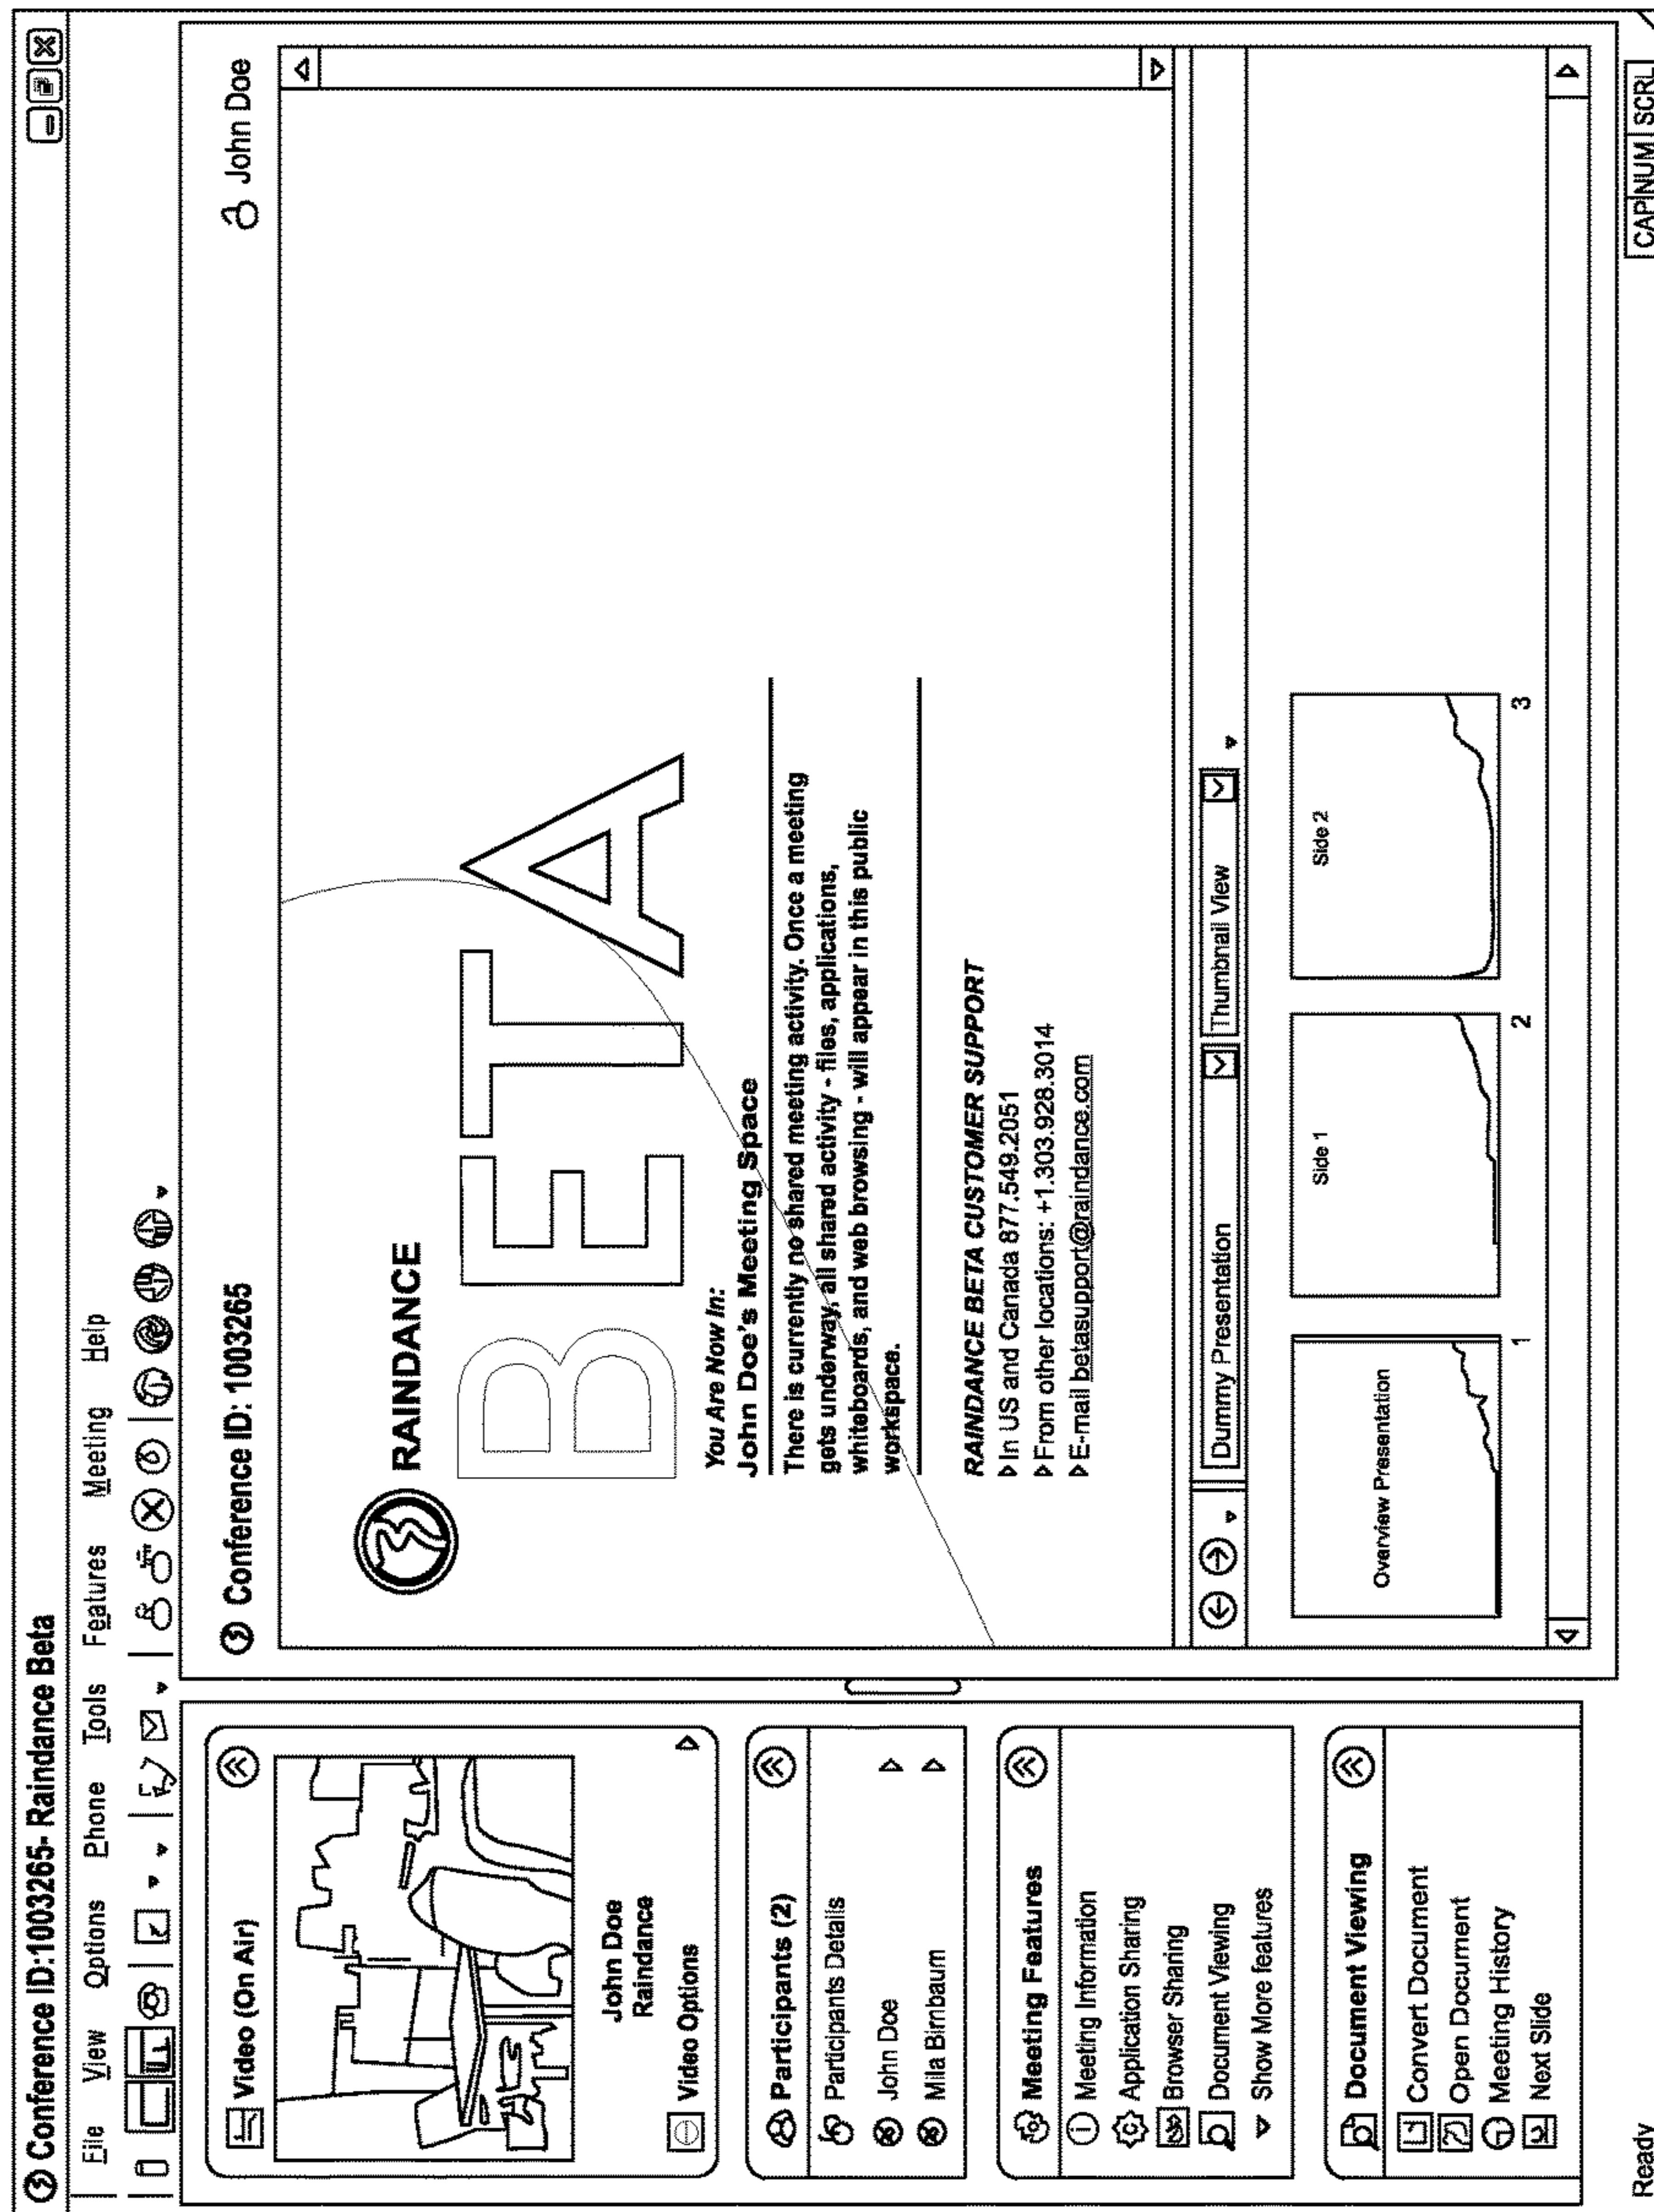 Conference ID:1003265- Raindance Beta
File View Options Phone Tools Features Meeting Help
Video (On Air)
John Doe
Raindance
Video Options
Participants (2)
Participants Details
John Doe
Mila Birnbaum
Meeting Features
Meeting Information
Application Sharing
Browser Sharing
Document Viewing
Show More features
Document Viewing
Convert Document
Open Document
Meeting History
Next Slide
Conference ID: 1003265
John Doe
RAINDANCE
BETA
You Are Now In:
John Doe's Meeting Space
There is currently no shared meeting activity. Once a meeting
gets underway, all shared activity - files, applications,
whiteboards, and web browsing - will appear in this public
workspace.
RAINDANCE BETA CUSTOMER SUPPORT
In US and Canada 877.549.2051
From other locations: +1.303.928.3014
E-mail betasupport@raindance.com
Dummy Presentation
Thumbnail View
Overview Presentation
1
Side 1
2
Side 2
3
Ready
CAP NUM SCRL